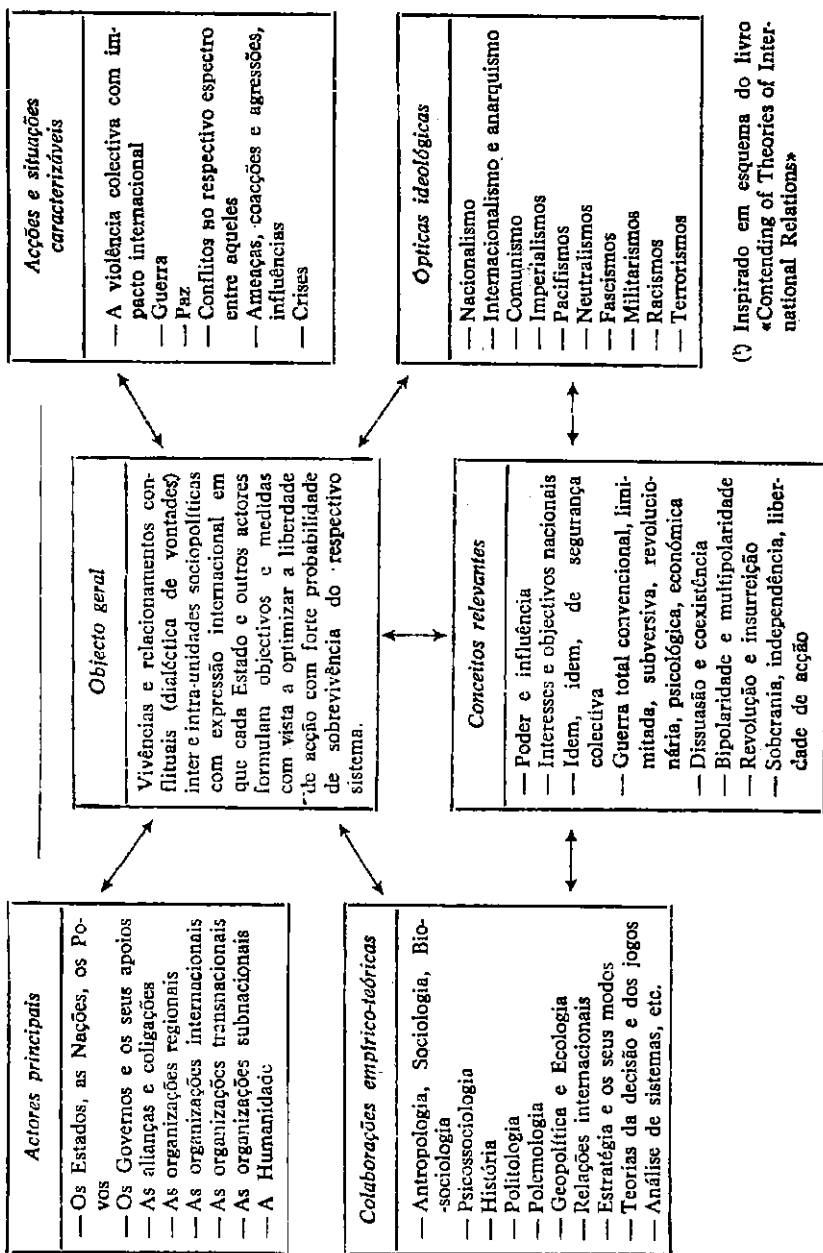 Actores principais
— Os Estados, as Nações, os Po-
vos
— Os Governos e os seus apoios
— As alianças e coligações
— As organizações regionais
— As organizações internacionais
— As organizações transnacionais
— As organizações subnacionais
— A Humanidade
Objecto geral
Vivências e relacionamentos con-
flituais (dialéctica de vontades)
inter e intra-unidades sociopolíticas
com expressão internacional em
que cada Estado e outros actores
formulam objectivos e medidas
com vista a optimizar a liberdade
de acção com forte probabilidade
de sobrevivência do respectivo
sistema.
Acções e situações
caracterizáveis
— A violência colectiva com im-
pacto internacional
— Guerra
— Paz
— Conflitos no respectivo espectro
entre aqueles
— Ameaças, coacções e agressões,
influências
— Crises
Colaborações empírico-teóricas
— Antropologia, Sociologia, Bio-
-sociologia
— Psicossociologia
— História
— Politologia
— Polemologia
— Geopolítica e Ecologia
— Relações internacionais
— Estratégia e os seus modos
— Teorias da decisão e dos jogos
— Análise de sistemas, etc.
Conceitos relevantes
— Poder e influência
— Interesses e objectivos nacionais
— Idem, idem, de segurança
colectiva
— Guerra total convencional, limi-
mitada, subversiva, revolucio-
nária, psicológica, económica
— Dissuasão e coexistência
— Bipolaridade e multipolaridade
— Revolução e insurreição
— Soberania, independência, liber-
dade de acção
Opticas ideológicas
— Nacionalismo
— Internacionalismo e anarquismo
— Comunismo
— Imperialismos
— Pacifismos
— Neutralismos
— Fascismos
— Militarismos
— Racismos
— Terrorismos
(¹) Inspirado em esquema do livro
«Contending of Theories of Inter-
national Relations»